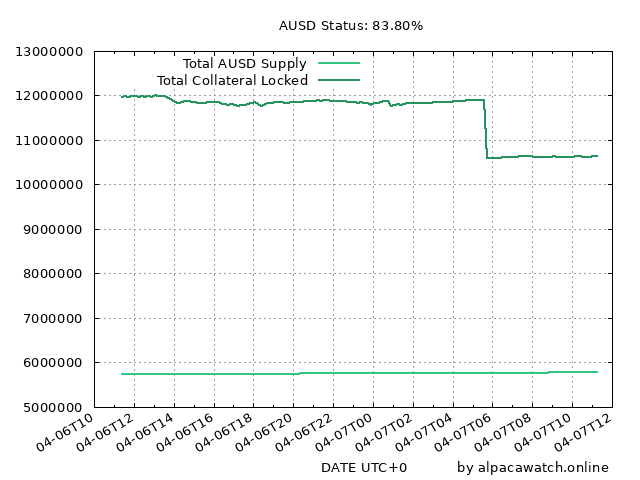 AUSD Status: 83.80%
13000000
12000000
11000000
10000000
9000000
8000000
7000000
6000000
5000000
Total AUSD Supply
Total Collateral Locked
04-06T10
04-06T12
04-06T14
04-06T16
04-06T18
04-06T20
04-06T22
04-07T00
04-07T02
04-07T04
04-07T06
04-07T08
04-07T10
04-07T12
DATE UTC+0
by alpacawatch.online